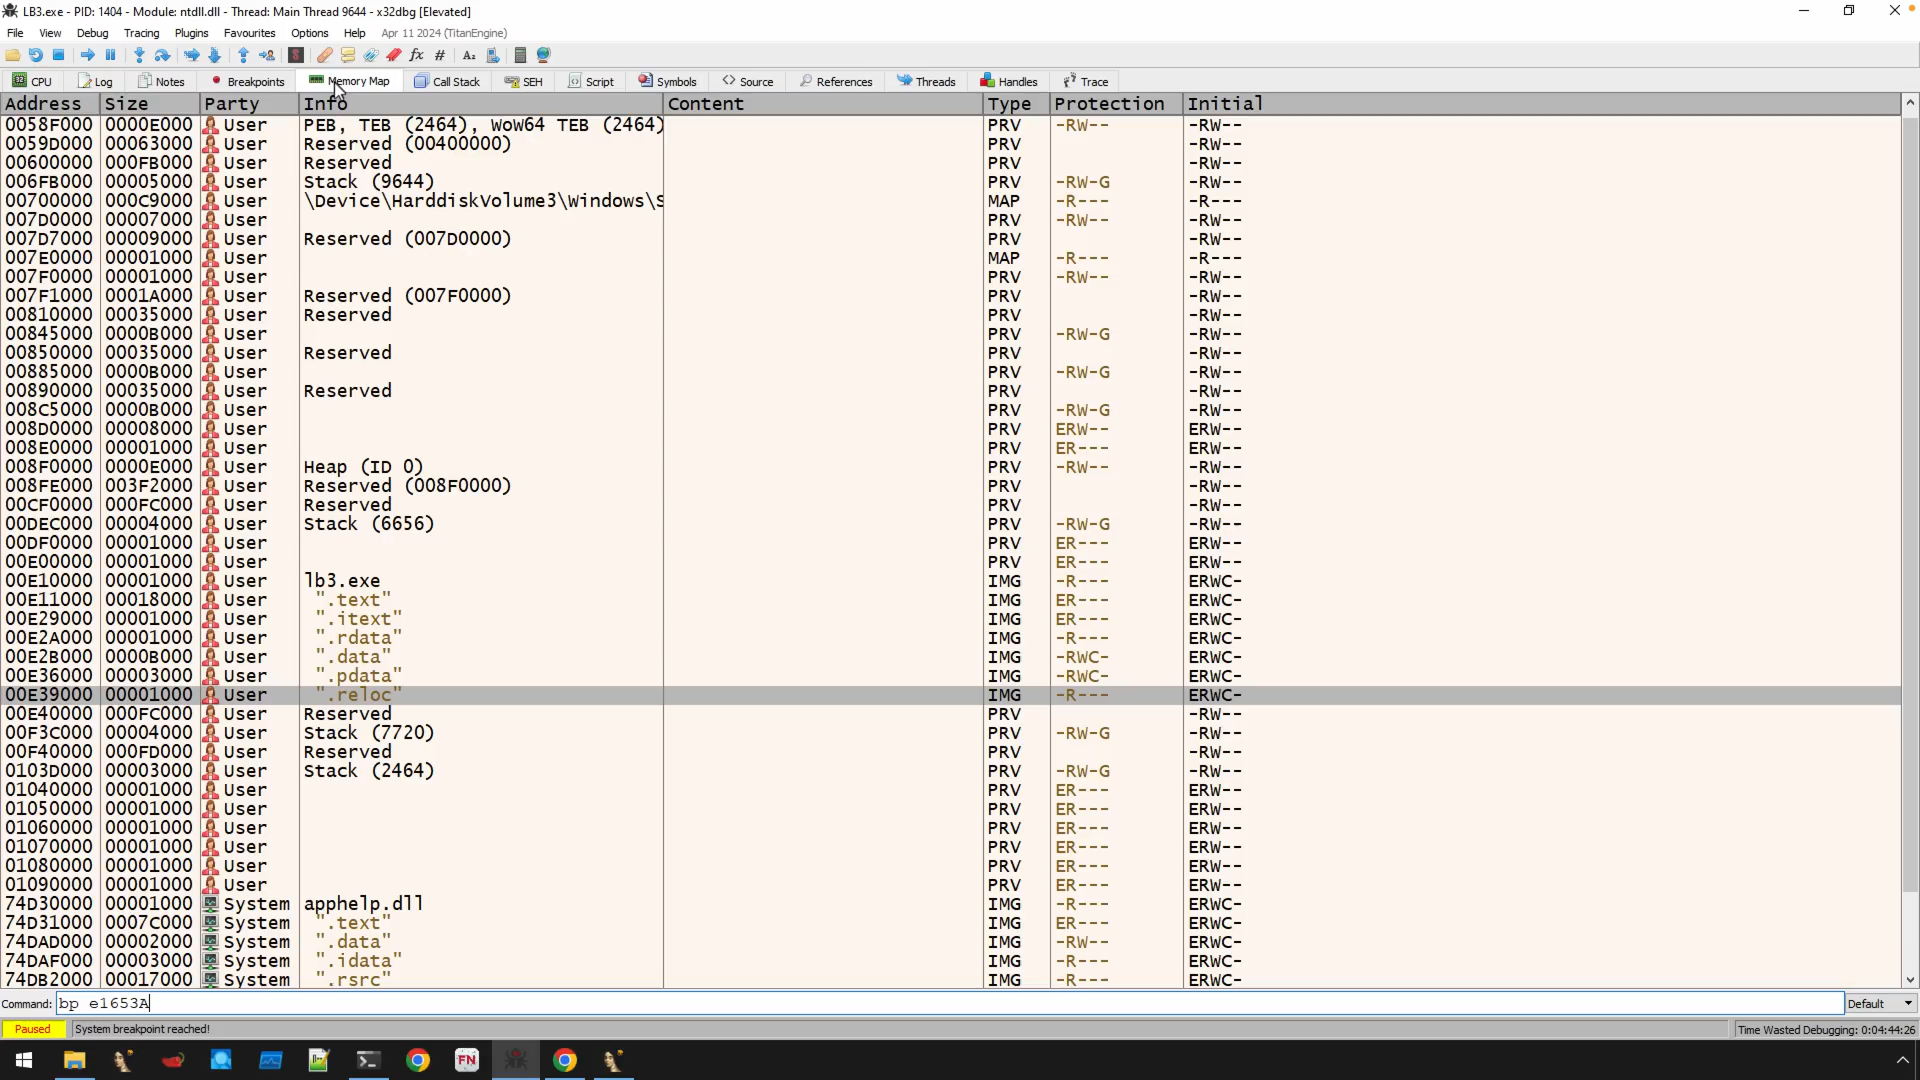 LB3.exe - PID: 1404 - Module: ntdll.dll - Thread: Main Thread 9644 - x32dbg [Elevated]
File View Debug Tracing Plugins Favourites Options Help Apr 11 2024 (TitanEngine)
CPU Log Notes Breakpoints Memory Map Call Stack SEH Script Symbols Source References Threads Handles Trace
Address Size Party Info Content Type Protection Initial
0058F000 0000E000 User PEB, TEB (2464), WoW64 TEB (2464) PRV -RW-- -RW--
0059D000 00063000 User Reserved (00400000) PRV -RW--
00600000 000FB000 User Reserved PRV -RW--
006FB000 00005000 User Stack (9644) PRV -RW-G -RW--
00700000 000C9000 User \Device\HarddiskVolume3\Windows\S MAP -R--- -R---
007D0000 00007000 User PRV -RW-- -RW--
007D7000 00009000 User Reserved (007D0000) PRV -RW--
007E0000 00001000 User MAP -R--- -R---
007F0000 00001000 User PRV -RW-- -RW--
007F1000 0001A000 User Reserved (007F0000) PRV -RW--
00810000 00035000 User Reserved PRV -RW--
00845000 0000B000 User PRV -RW-G -RW--
00850000 00035000 User Reserved PRV -RW--
00885000 0000B000 User PRV -RW-G -RW--
00890000 00035000 User Reserved PRV -RW--
008C5000 0000B000 User PRV -RW-G -RW--
008D0000 00008000 User PRV ERW-- ERW--
008E0000 00001000 User PRV ER--- ERW--
008F0000 0000E000 User Heap (ID 0) PRV -RW-- -RW--
008FE000 003F2000 User Reserved (008F0000) PRV -RW--
00CF0000 000FC000 User Reserved PRV -RW--
00DEC000 00004000 User Stack (6656) PRV -RW-G -RW--
00DF0000 00001000 User PRV ER--- ERW--
00E00000 00001000 User PRV ER--- ERW--
00E10000 00001000 User lb3.exe IMG -R--- ERWC-
00E11000 00018000 User ".text" IMG ER--- ERWC-
00E29000 00001000 User ".itext" IMG ER--- ERWC-
00E2A000 00001000 User ".rdata" IMG -R--- ERWC-
00E2B000 0000B000 User ".data" IMG -RWC- ERWC-
00E36000 00003000 User ".pdata" IMG -RWC- ERWC-
00E39000 00001000 User ".reloc" IMG -R--- ERWC-
00E40000 000FC000 User Reserved PRV -RW--
00F3C000 00004000 User Stack (7720) PRV -RW-G -RW--
00F40000 000FD000 User Reserved PRV -RW--
0103D000 00003000 User Stack (2464) PRV -RW-G -RW--
01040000 00001000 User PRV ER--- ERW--
01050000 00001000 User PRV ER--- ERW--
01060000 00001000 User PRV ER--- ERW--
01070000 00001000 User PRV ER--- ERW--
01080000 00001000 User PRV ER--- ERW--
01090000 00001000 User PRV ER--- ERW--
74D30000 00001000 System apphelp.dll IMG -R--- ERWC-
74D31000 0007C000 System ".text" IMG ER--- ERWC-
74DAD000 00002000 System ".data" IMG -RW-- ERWC-
74DAF000 00003000 System ".idata" IMG -R--- ERWC-
74DB2000 00017000 System ".rsrc" IMG -R--- ERWC-
Command: bp e1653A Default
Paused System breakpoint reached! Time Wasted Debugging: 0:04:44:26
FN